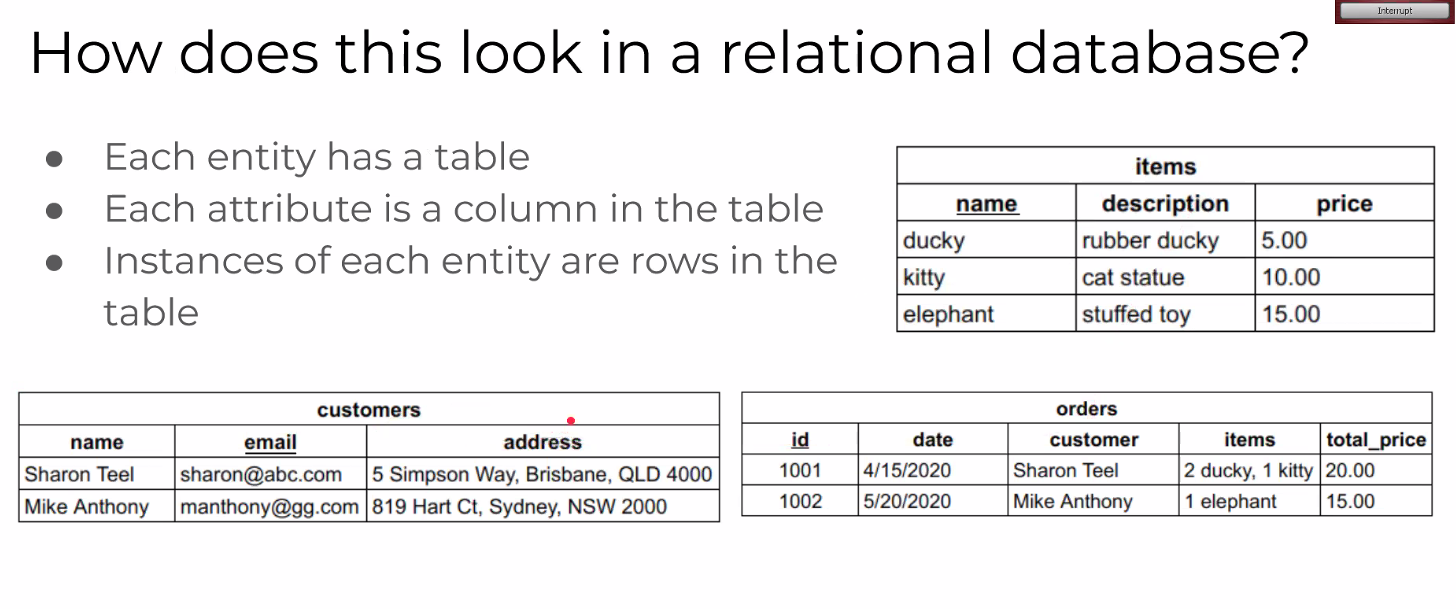 Interrupt
How does this look in a relational database?
● Each entity has a table
● Each attribute is a column in the table
● Instances of each entity are rows in the
table
items
name description price
ducky rubber ducky 5.00
kitty cat statue 10.00
elephant stuffed toy 15.00
customers
name email address
Sharon Teel sharon@abc.com 5 Simpson Way, Brisbane, QLD 4000
Mike Anthony manthony@gg.com 819 Hart Ct, Sydney, NSW 2000
orders
id date customer items total_price
1001 4/15/2020 Sharon Teel 2 ducky, 1 kitty 20.00
1002 5/20/2020 Mike Anthony 1 elephant 15.00